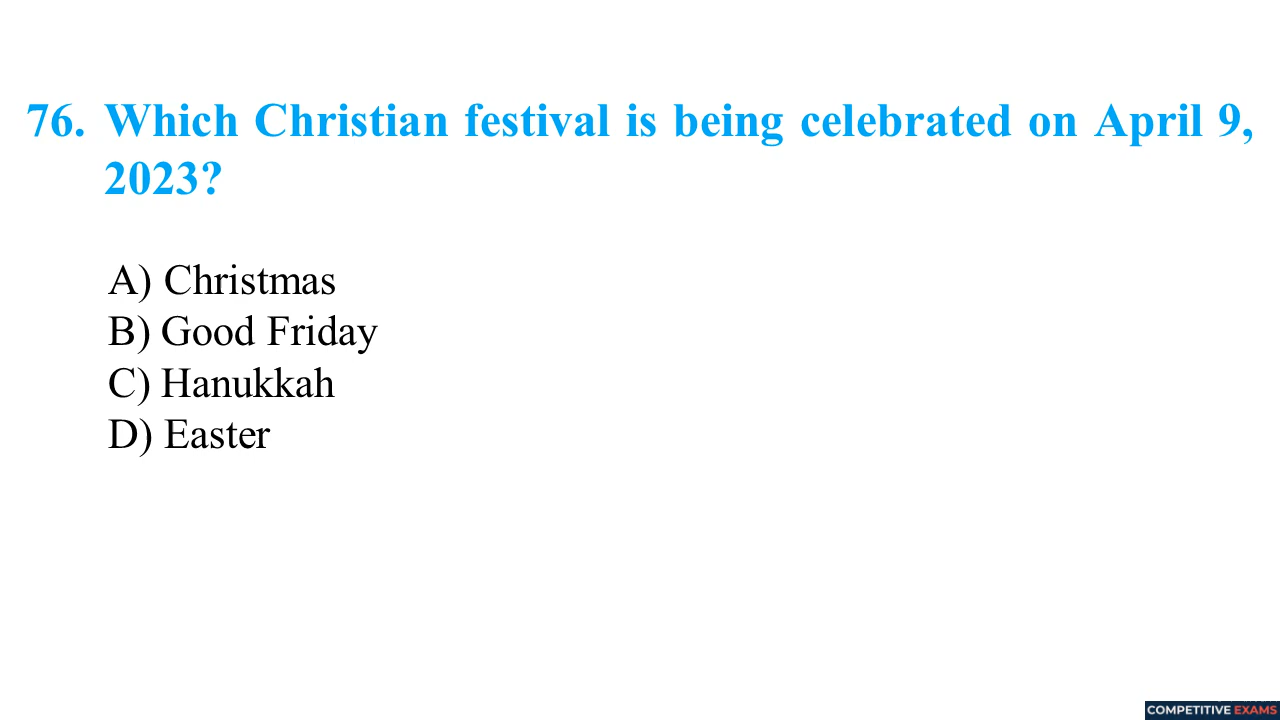 76. Which Christian festival is being celebrated on April 9,
2023?
A) Christmas
B) Good Friday
C) Hanukkah
D) Easter
COMPETITIVE EXAMS